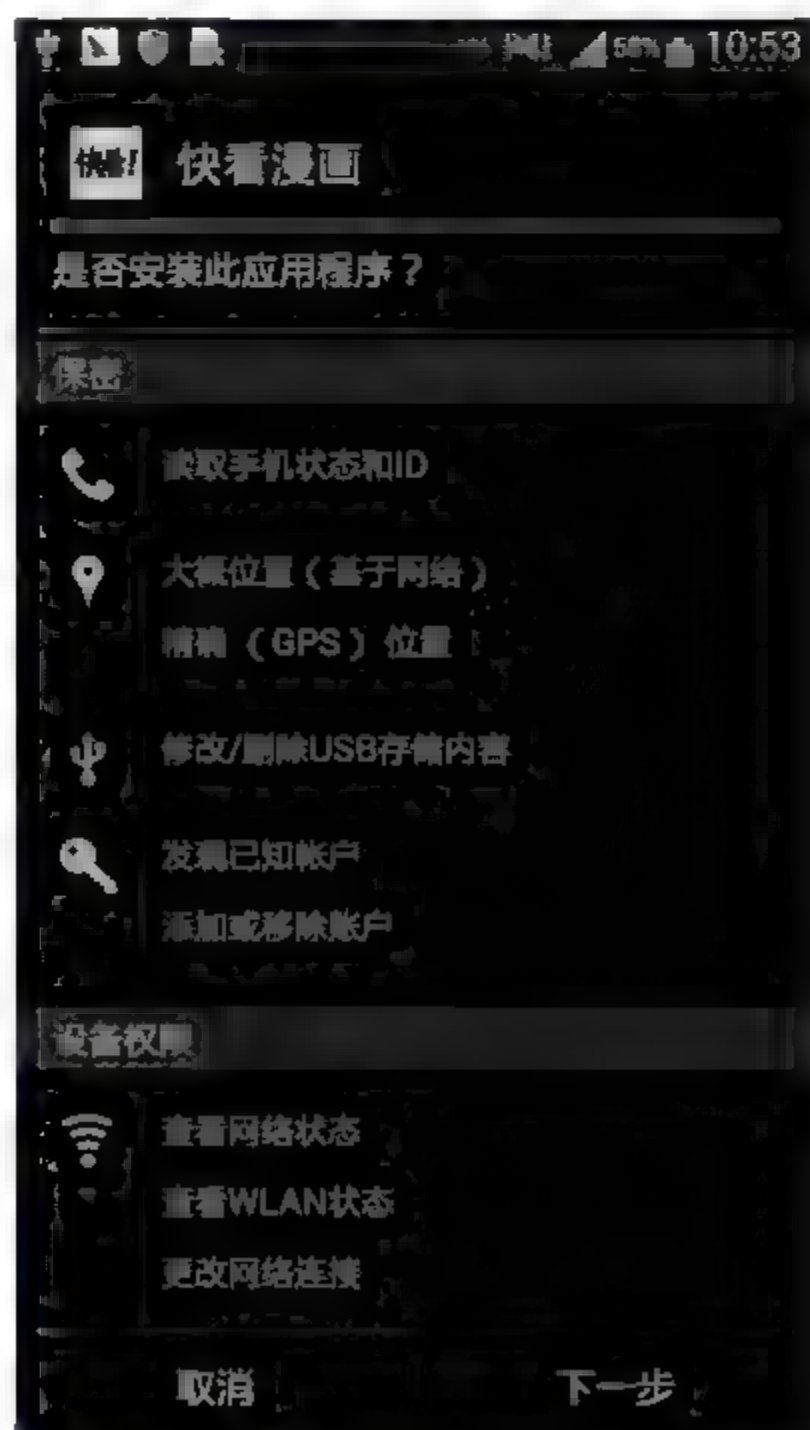 58% 10:53
快看! 快看漫画
是否安装此应用程序？
保密
读取手机状态和ID
大概位置（基于网络）
精确（GPS）位置
修改/删除USB存储内容
发现已知帐户
添加或移除账户
设备权限
查看网络状态
查看WLAN状态
更改网络连接
取消 下一步